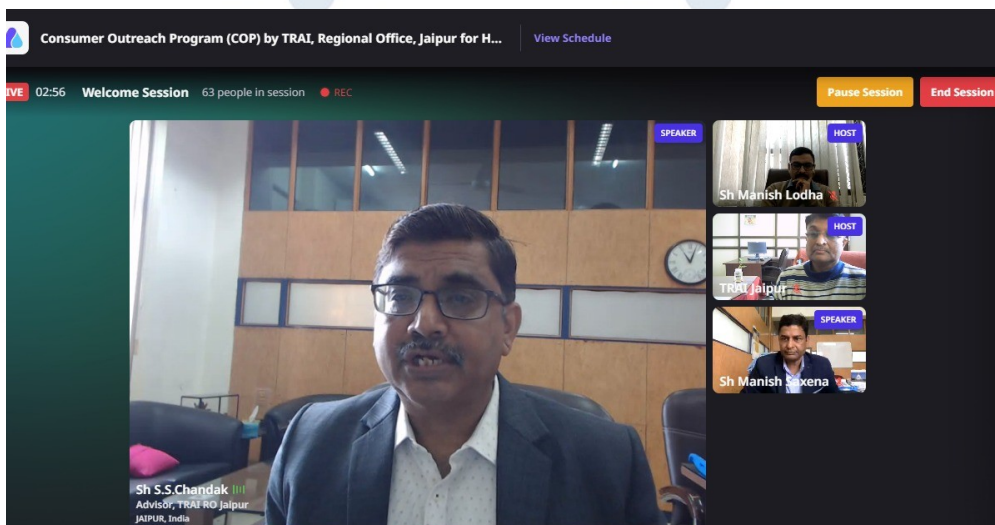 Consumer Outreach Program (COP) by TRAI, Regional Office, Jaipur for H...
View Schedule
02:56
Welcome Session
63 people in session
REC
Pause Session
End Session
SPEAKER
HOST
Sh Manish Lodha
HOST
TRAI Jaipur
SPEAKER
Sh Manish Saxena
Sh S.S.Chandak
Advisor, TRAI RO Jaipur
JAIPUR, India